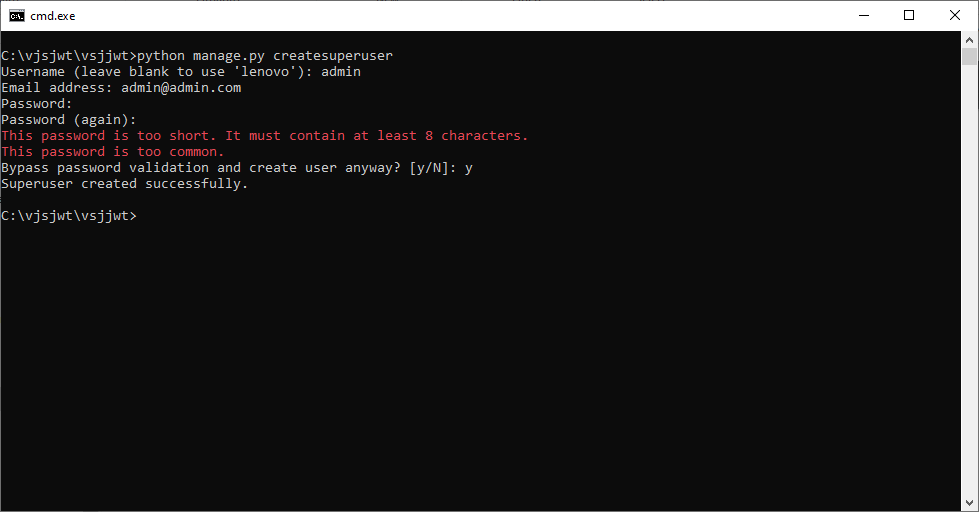 cmd.exe
C:\vjsjwt\vsjjwt>python manage.py createsuperuser
Username (leave blank to use 'lenovo'): admin
Email address: admin@admin.com
Password:
Password (again):
This password is too short. It must contain at least 8 characters.
This password is too common.
Bypass password validation and create user anyway? [y/N]: y
Superuser created successfully.
C:\vjsjwt\vsjjwt>